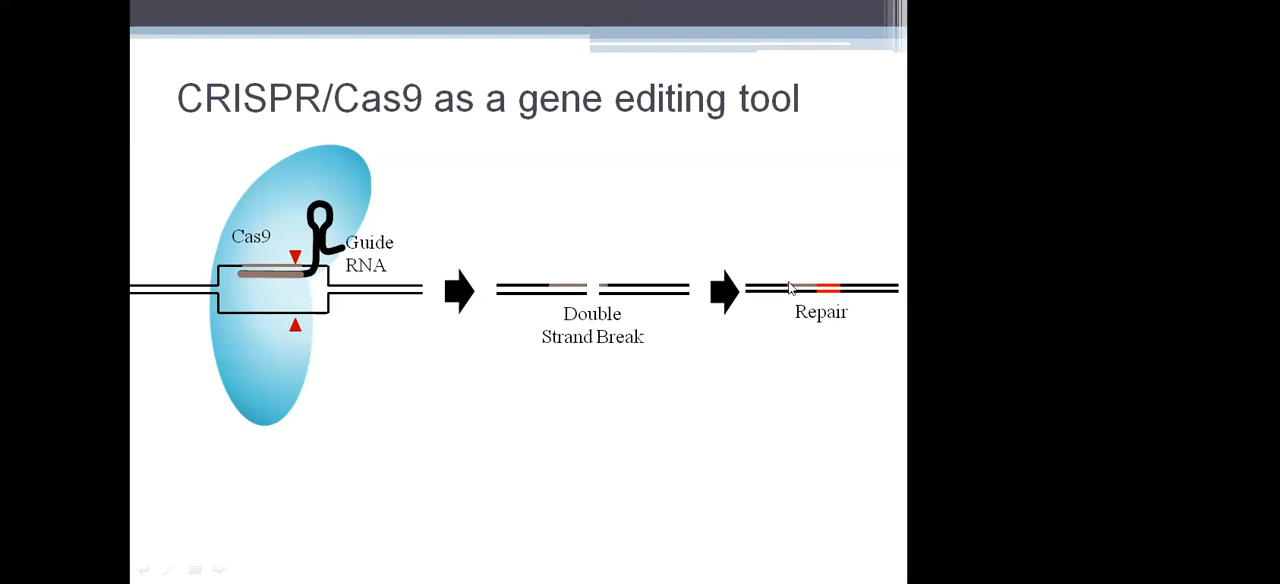 CRISPR/Cas9 as a gene editing tool
Cas9
Guide
RNA
Double
Strand Break
Repair